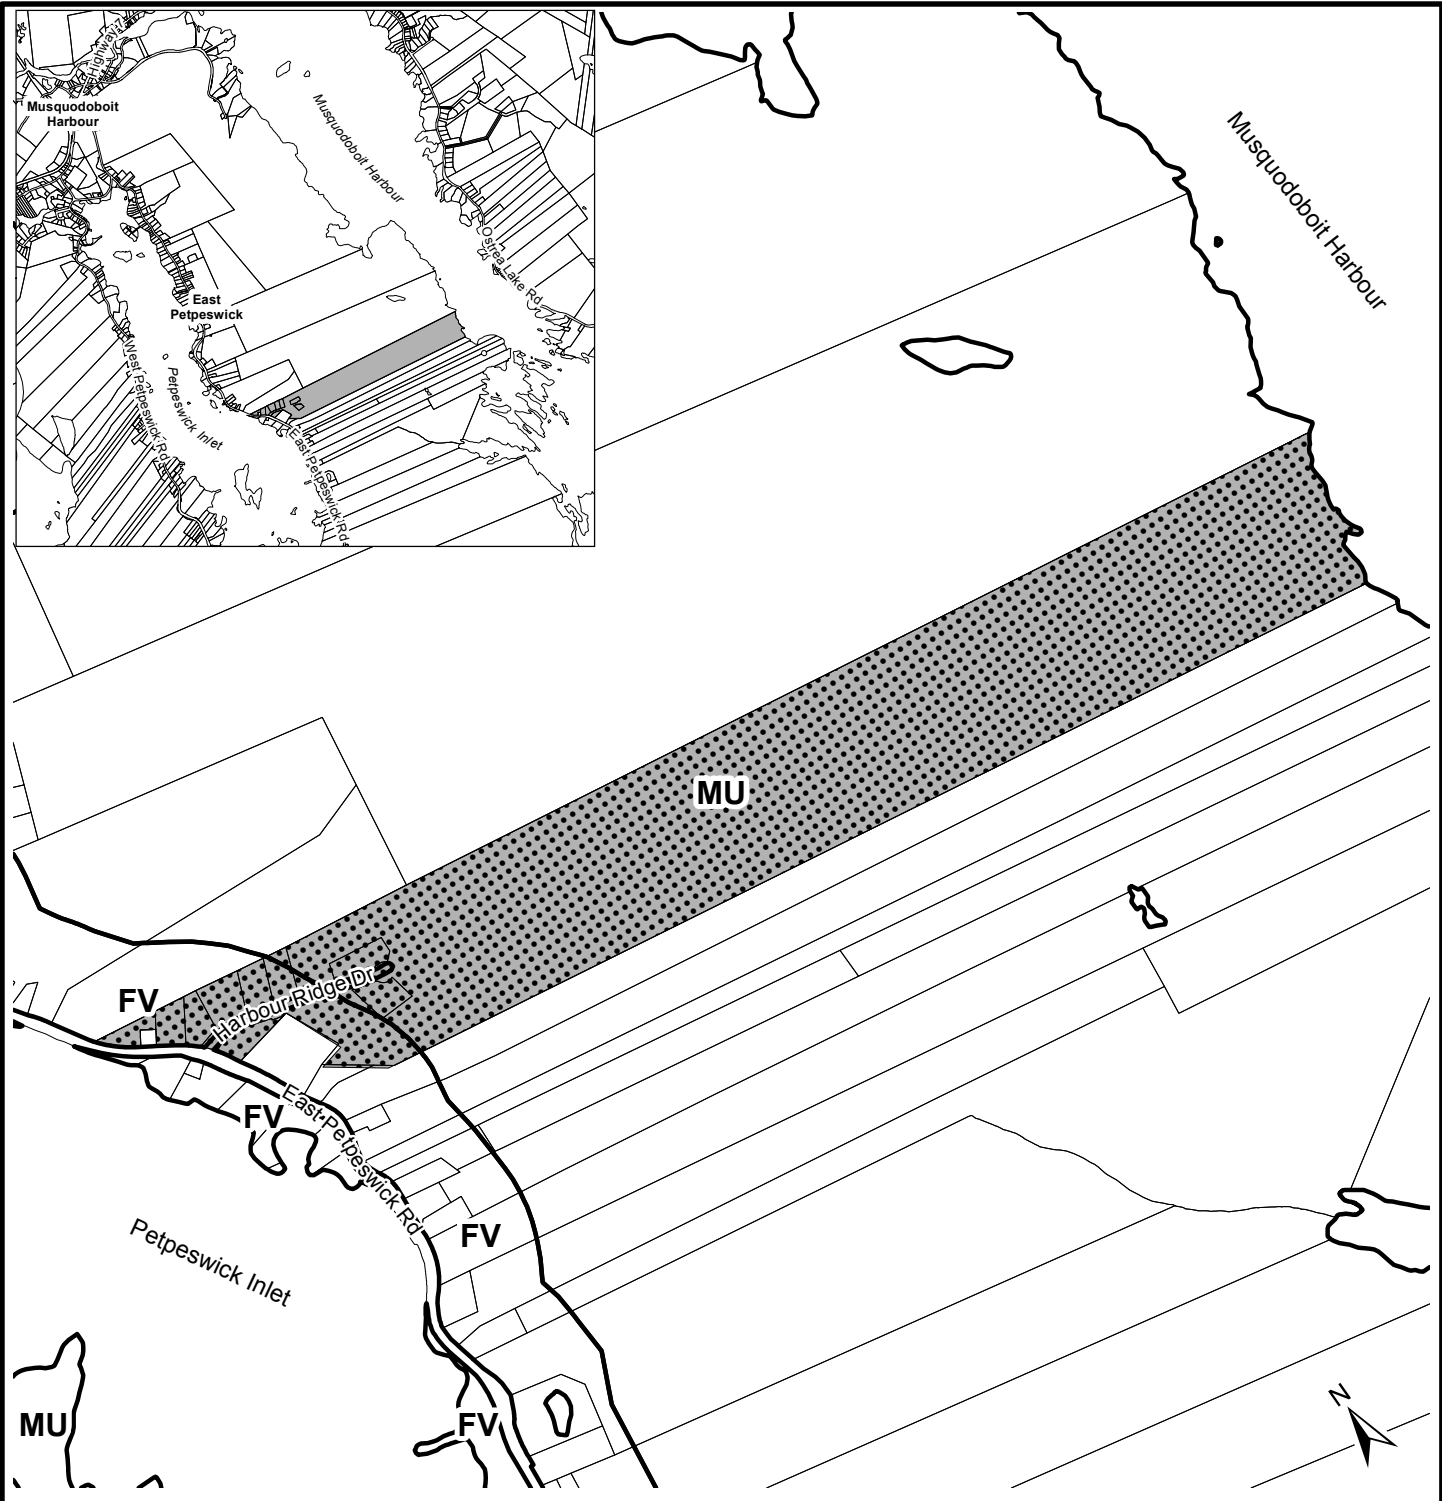 Highway 7
Musquodoboit
Harbour
Musquodoboit Harbour
Ostrea Lake Rd
East
Petpeswick
West Petpeswick Rd
Petpeswick Inlet
East Petpeswick Rd
Musquodoboit Harbour
MU
FV
Harbour Ridge Dr
FV
East Petpeswick Rd
FV
Petpeswick Inlet
MU
FV
N